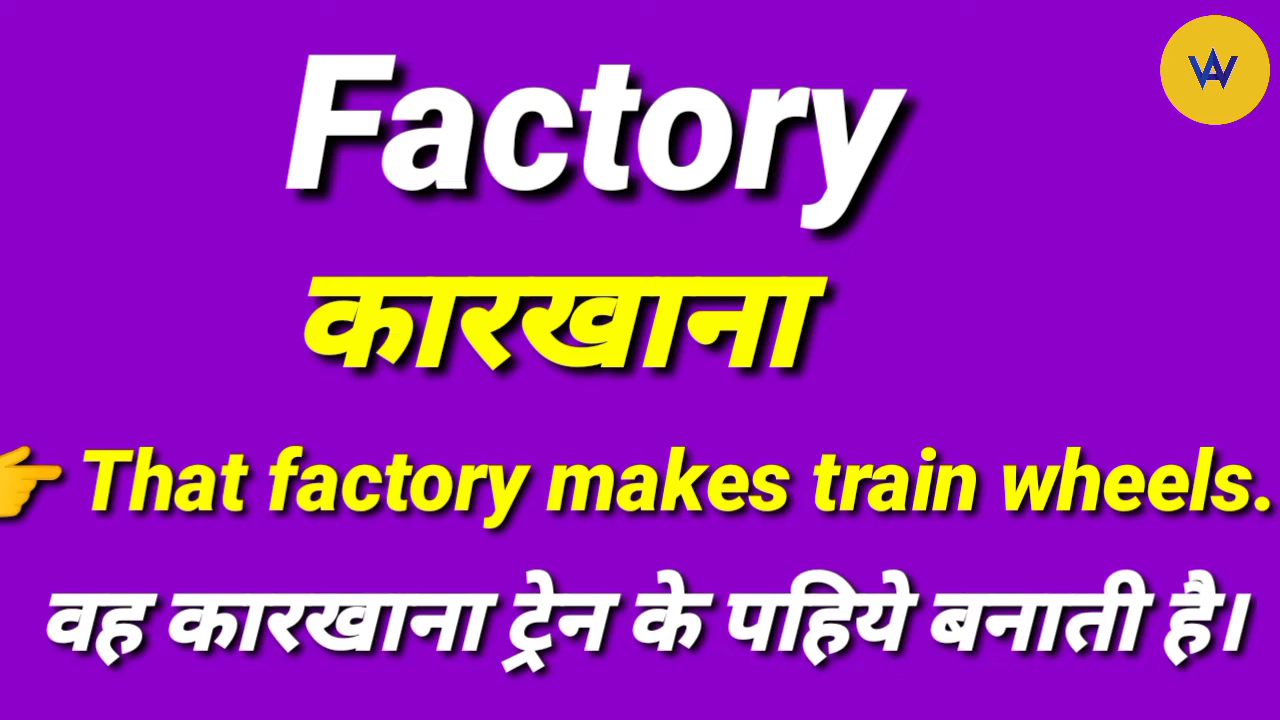 Factory
कारखाना
👉 That factory makes train wheels.
वह कारखाना ट्रेन के पहिये बनाती है।